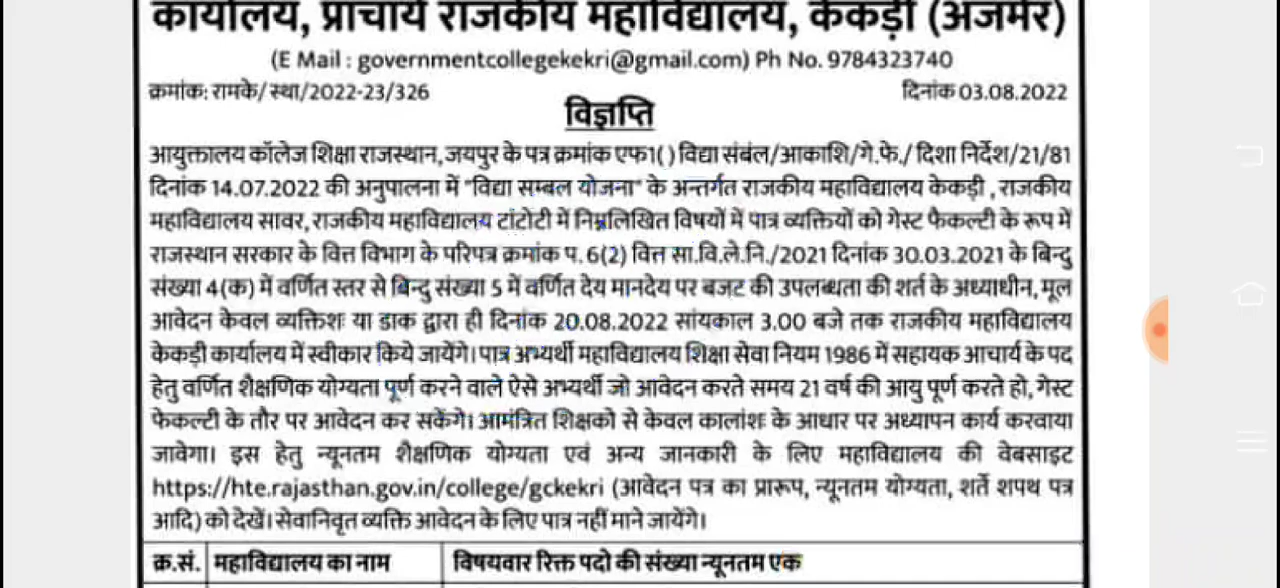 कार्यालय, प्राचार्य राजकीय महाविद्यालय, केकड़ी (अजमेर)
(E Mail : governmentcollegekekri@gmail.com) Ph No. 9784323740
क्रमांक: रामके/ स्था/2022-23/326 दिनांक 03.08.2022
विज्ञप्ति
आयुक्तालय कॉलेज शिक्षा राजस्थान, जयपुर के पत्र क्रमांक एफ1( ) विद्या संबंल/आकाशि/गे.फे./ दिशा निर्देश/21/81
दिनांक 14.07.2022 की अनुपालना में "विद्या सम्बल योजना" के अन्तर्गत राजकीय महाविद्यालय केकड़ी , राजकीय
महाविद्यालय सावर, राजकीय महाविद्यालय टांटोटी में निम्नलिखित विषयों में पात्र व्यक्तियों को गेस्ट फैकल्टी के रूप में
राजस्थान सरकार के वित्त विभाग के परिपत्र क्रमांक प. 6(2) वित्त सा.वि.ले.नि./2021 दिनांक 30.03.2021 के बिन्दु
संख्या 4(क) में वर्णित स्तर से बिन्दु संख्या 5 में वर्णित देय मानदेय पर बजट की उपलब्धता की शर्त के अध्याधीन, मूल
आवेदन केवल व्यक्तिशः या डाक द्वारा ही दिनांक 20.08.2022 सांयकाल 3.00 बजे तक राजकीय महाविद्यालय
केकड़ी कार्यालय में स्वीकार किये जायेंगे। पात्र अभ्यर्थी महाविद्यालय शिक्षा सेवा नियम 1986 में सहायक आचार्य के पद
हेतु वर्णित शैक्षणिक योग्यता पूर्ण करने वाले ऐसे अभ्यर्थी जो आवेदन करते समय 21 वर्ष की आयु पूर्ण करते हो, गेस्ट
फेकल्टी के तौर पर आवेदन कर सकेंगे। आमंत्रित शिक्षको से केवल कालांशः के आधार पर अध्यापन कार्य करवाया
जावेगा। इस हेतु न्यूनतम शैक्षणिक योग्यता एवं अन्य जानकारी के लिए महाविद्यालय की वेबसाइट
https://hte.rajasthan.gov.in/college/gckekri (आवेदन पत्र का प्रारूप, न्यूनतम योग्यता, शर्ते शपथ पत्र
आदि) को देखें। सेवानिवृत व्यक्ति आवेदन के लिए पात्र नहीं माने जायेंगे।
क्र.सं. महाविद्यालय का नाम विषयवार रिक्त पदो की संख्या न्यूनतम एक